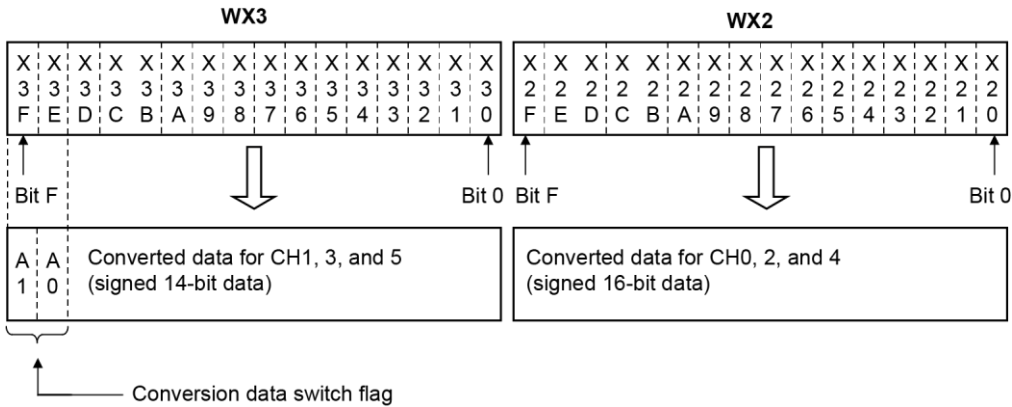 WX3 WX2
X X X X X X X X X X X X X X X X X X X X X X X X X X X X X X X X
3 3 3 3 3 3 3 3 3 3 3 3 3 3 3 3 2 2 2 2 2 2 2 2 2 2 2 2 2 2 2 2
F E D C B A 9 8 7 6 5 4 3 2 1 0 F E D C B A 9 8 7 6 5 4 3 2 1 0
Bit F Bit 0 Bit F Bit 0
A A Converted data for CH1, 3, and 5 Converted data for CH0, 2, and 4
1 0 (signed 14-bit data) (signed 16-bit data)
Conversion data switch flag